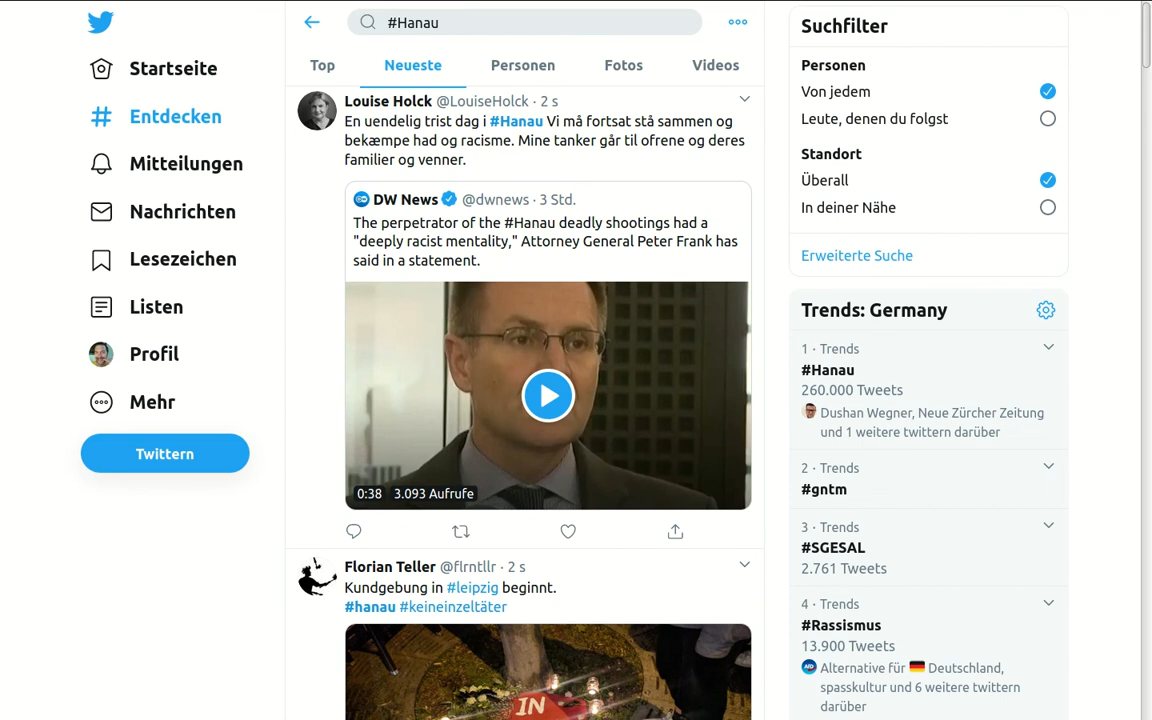 #Hanau
Top Neueste Personen Fotos Videos
Startseite
Entdecken
Mitteilungen
Nachrichten
Lesezeichen
Listen
Profil
Mehr
Twittern
Louise Holck @LouiseHolck · 2 s
En uendelig trist dag i #Hanau Vi må fortsat stå sammen og
bekæmpe had og racisme. Mine tanker går til ofrene og deres
familier og venner.
DW News @dwnews · 3 Std.
The perpetrator of the #Hanau deadly shootings had a
"deeply racist mentality," Attorney General Peter Frank has
said in a statement.
0:38 3.093 Aufrufe
Florian Teller @flrntllr · 2 s
Kundgebung in #leipzig beginnt.
#hanau #keineinzeltäter
IN
Suchfilter
Personen
Von jedem
Leute, denen du folgst
Standort
Überall
In deiner Nähe
Erweiterte Suche
Trends: Germany
1 · Trends
#Hanau
260.000 Tweets
Dushan Wegner, Neue Zürcher Zeitung
und 1 weitere twittern darüber
2 · Trends
#gntm
3 · Trends
#SGESAL
2.761 Tweets
4 · Trends
#Rassismus
13.900 Tweets
AfD Alternative für Deutschland,
spasskultur und 6 weitere twittern
darüber